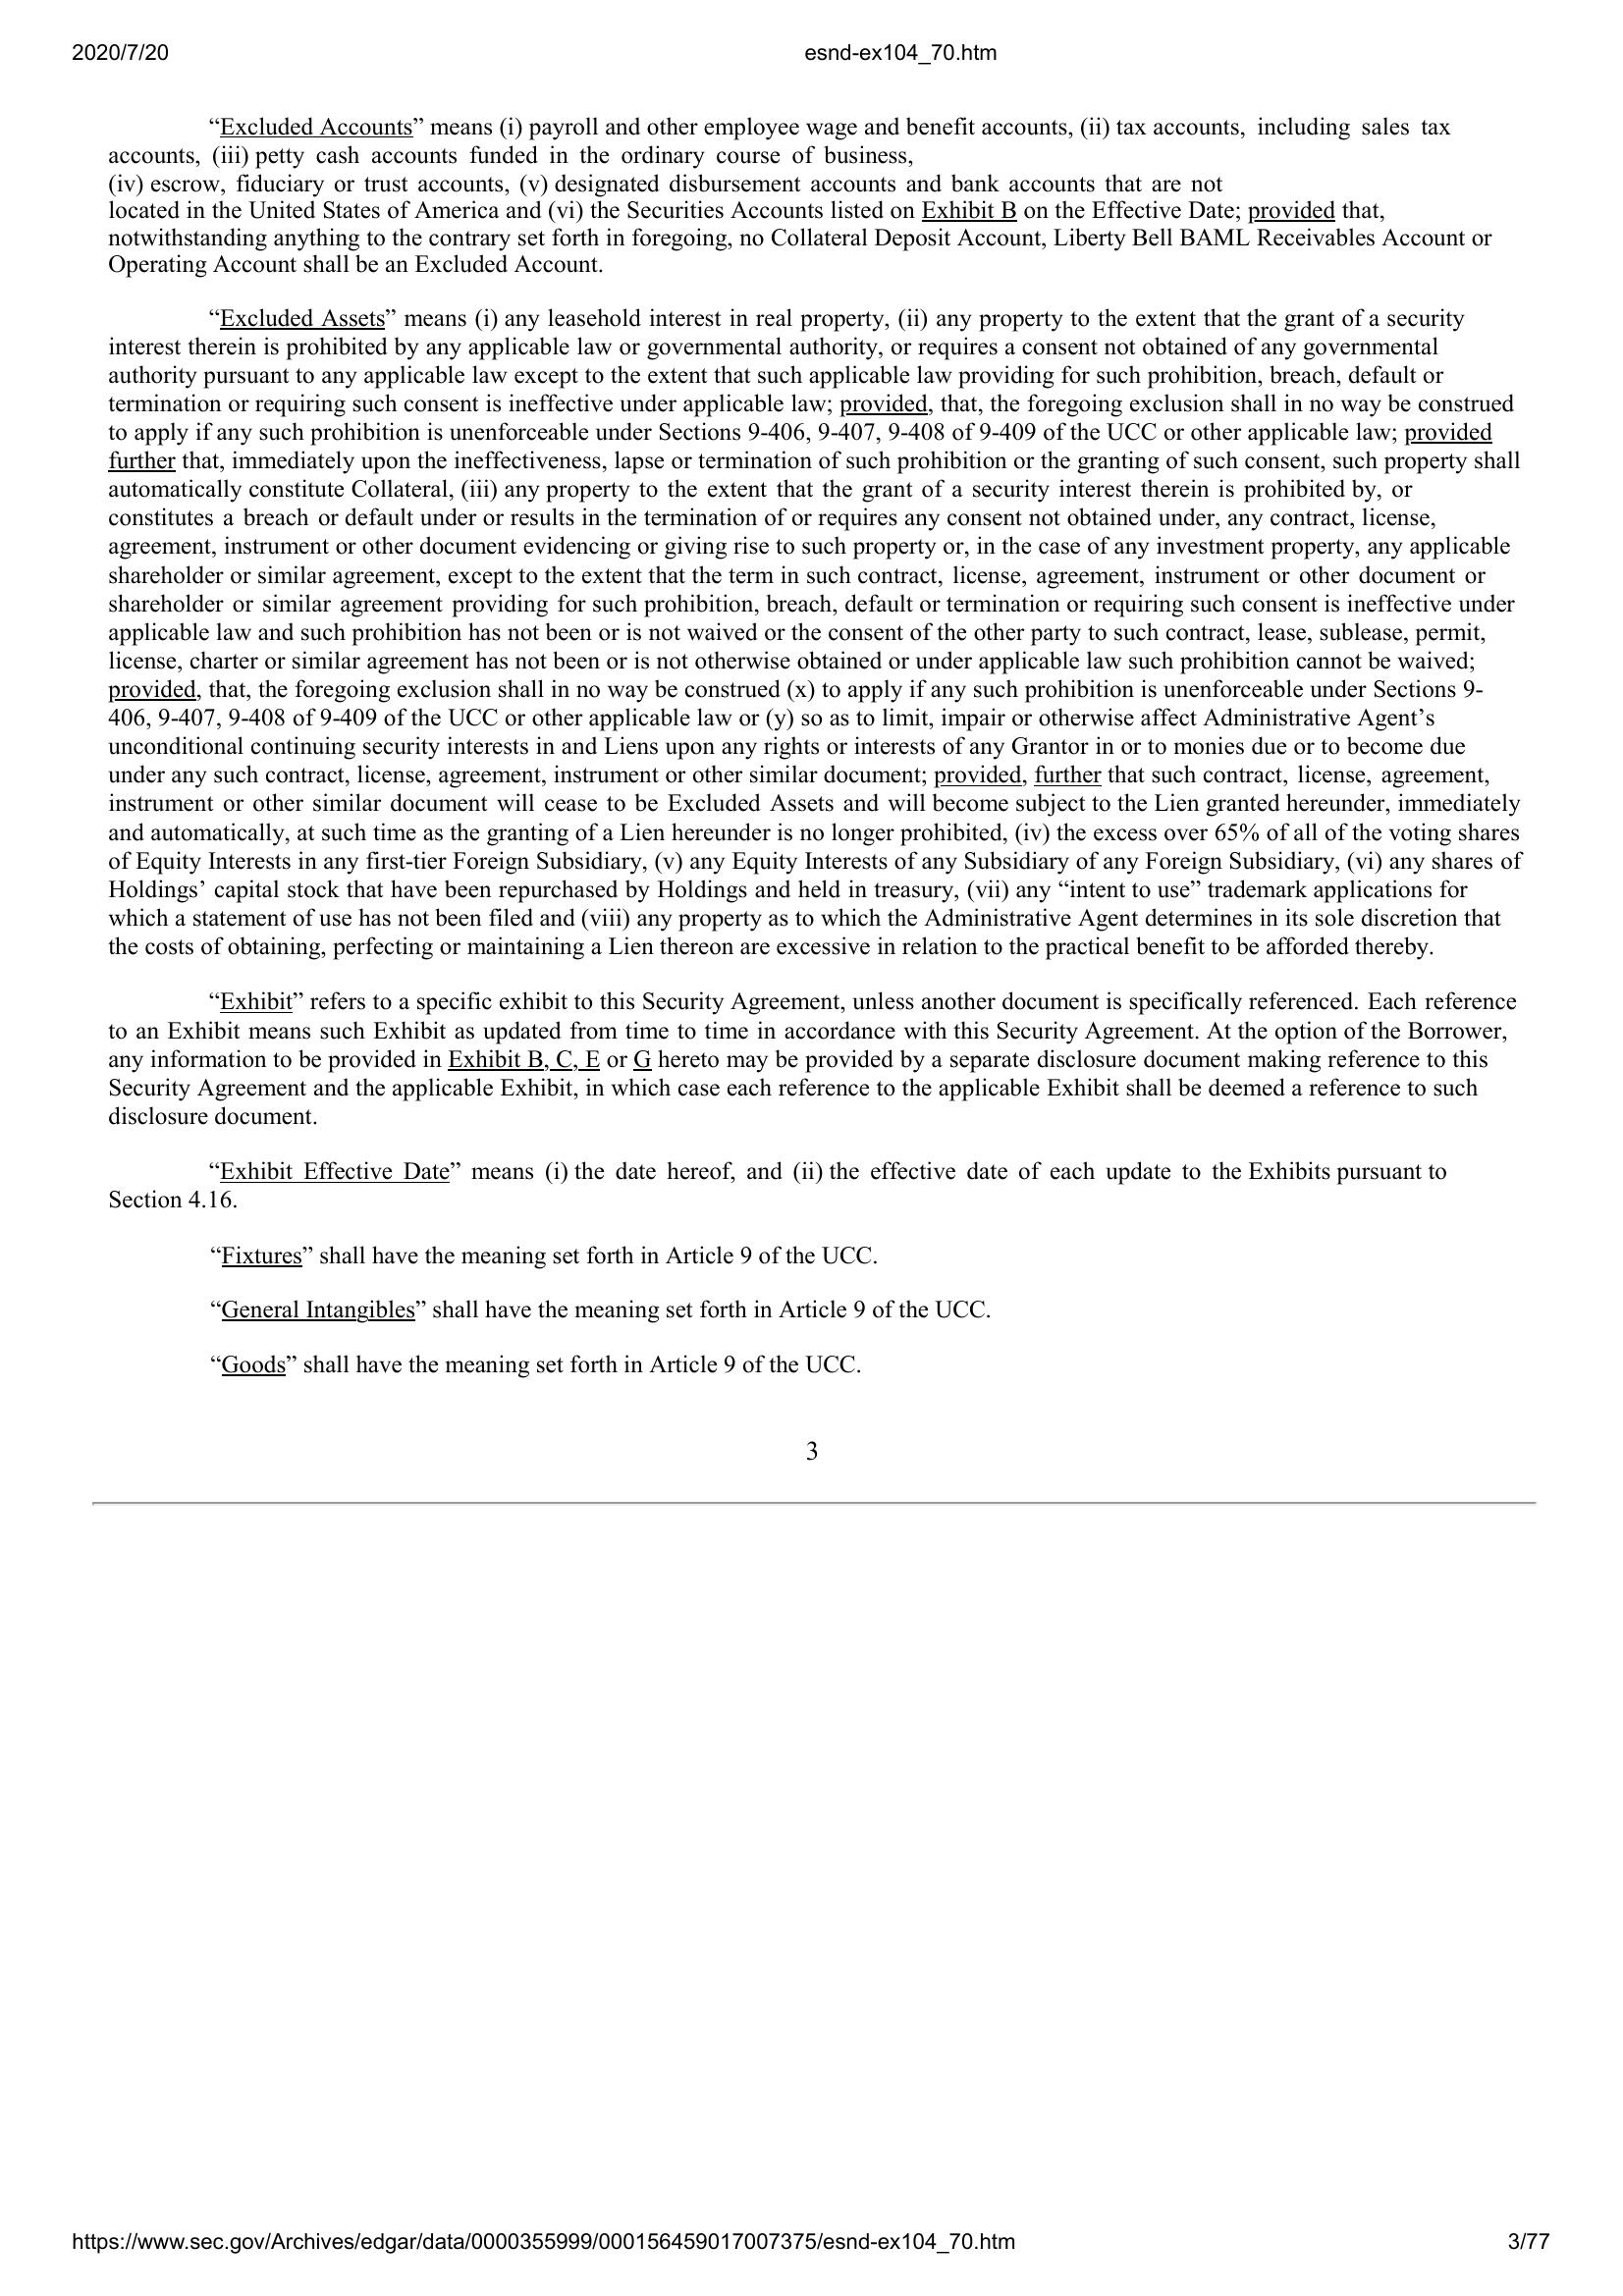 2020/7/20 esnd-ex104_70.htm
“Excluded Accounts” means (i) payroll and other employee wage and benefit accounts, (ii) tax accounts, including sales tax
accounts, (iii) petty cash accounts funded in the ordinary course of business,
(iv) escrow, fiduciary or trust accounts, (v) designated disbursement accounts and bank accounts that are not
located in the United States of America and (vi) the Securities Accounts listed on Exhibit B on the Effective Date; provided that,
notwithstanding anything to the contrary set forth in foregoing, no Collateral Deposit Account, Liberty Bell BAML Receivables Account or
Operating Account shall be an Excluded Account.
“Excluded Assets” means (i) any leasehold interest in real property, (ii) any property to the extent that the grant of a security
interest therein is prohibited by any applicable law or governmental authority, or requires a consent not obtained of any governmental
authority pursuant to any applicable law except to the extent that such applicable law providing for such prohibition, breach, default or
termination or requiring such consent is ineffective under applicable law; provided, that, the foregoing exclusion shall in no way be construed
to apply if any such prohibition is unenforceable under Sections 9-406, 9-407, 9-408 of 9-409 of the UCC or other applicable law; provided
further that, immediately upon the ineffectiveness, lapse or termination of such prohibition or the granting of such consent, such property shall
automatically constitute Collateral, (iii) any property to the extent that the grant of a security interest therein is prohibited by, or
constitutes a breach or default under or results in the termination of or requires any consent not obtained under, any contract, license,
agreement, instrument or other document evidencing or giving rise to such property or, in the case of any investment property, any applicable
shareholder or similar agreement, except to the extent that the term in such contract, license, agreement, instrument or other document or
shareholder or similar agreement providing for such prohibition, breach, default or termination or requiring such consent is ineffective under
applicable law and such prohibition has not been or is not waived or the consent of the other party to such contract, lease, sublease, permit,
license, charter or similar agreement has not been or is not otherwise obtained or under applicable law such prohibition cannot be waived;
provided, that, the foregoing exclusion shall in no way be construed (x) to apply if any such prohibition is unenforceable under Sections 9-
406, 9-407, 9-408 of 9-409 of the UCC or other applicable law or (y) so as to limit, impair or otherwise affect Administrative Agent’s
unconditional continuing security interests in and Liens upon any rights or interests of any Grantor in or to monies due or to become due
under any such contract, license, agreement, instrument or other similar document; provided, further that such contract, license, agreement,
instrument or other similar document will cease to be Excluded Assets and will become subject to the Lien granted hereunder, immediately
and automatically, at such time as the granting of a Lien hereunder is no longer prohibited, (iv) the excess over 65% of all of the voting shares
of Equity Interests in any first-tier Foreign Subsidiary, (v) any Equity Interests of any Subsidiary of any Foreign Subsidiary, (vi) any shares of
Holdings’ capital stock that have been repurchased by Holdings and held in treasury, (vii) any “intent to use” trademark applications for
which a statement of use has not been filed and (viii) any property as to which the Administrative Agent determines in its sole discretion that
the costs of obtaining, perfecting or maintaining a Lien thereon are excessive in relation to the practical benefit to be afforded thereby.
“Exhibit” refers to a specific exhibit to this Security Agreement, unless another document is specifically referenced. Each reference
to an Exhibit means such Exhibit as updated from time to time in accordance with this Security Agreement. At the option of the Borrower,
any information to be provided in Exhibit B, C, E or G hereto may be provided by a separate disclosure document making reference to this
Security Agreement and the applicable Exhibit, in which case each reference to the applicable Exhibit shall be deemed a reference to such
disclosure document.
“Exhibit Effective Date” means (i) the date hereof, and (ii) the effective date of each update to the Exhibits pursuant to
Section 4.16.
“Fixtures” shall have the meaning set forth in Article 9 of the UCC.
“General Intangibles” shall have the meaning set forth in Article 9 of the UCC.
“Goods” shall have the meaning set forth in Article 9 of the UCC.
3
https://www.sec.gov/Archives/edgar/data/0000355999/000156459017007375/esnd-ex104_70.htm 3/77